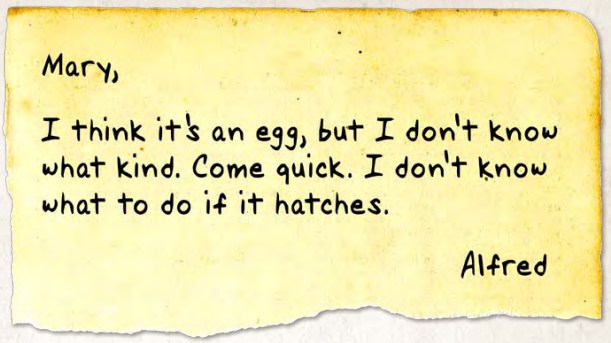 Mary,
I think it's an egg, but I don't know
what kind. Come quick. I don't know
what to do if it hatches.
Alfred